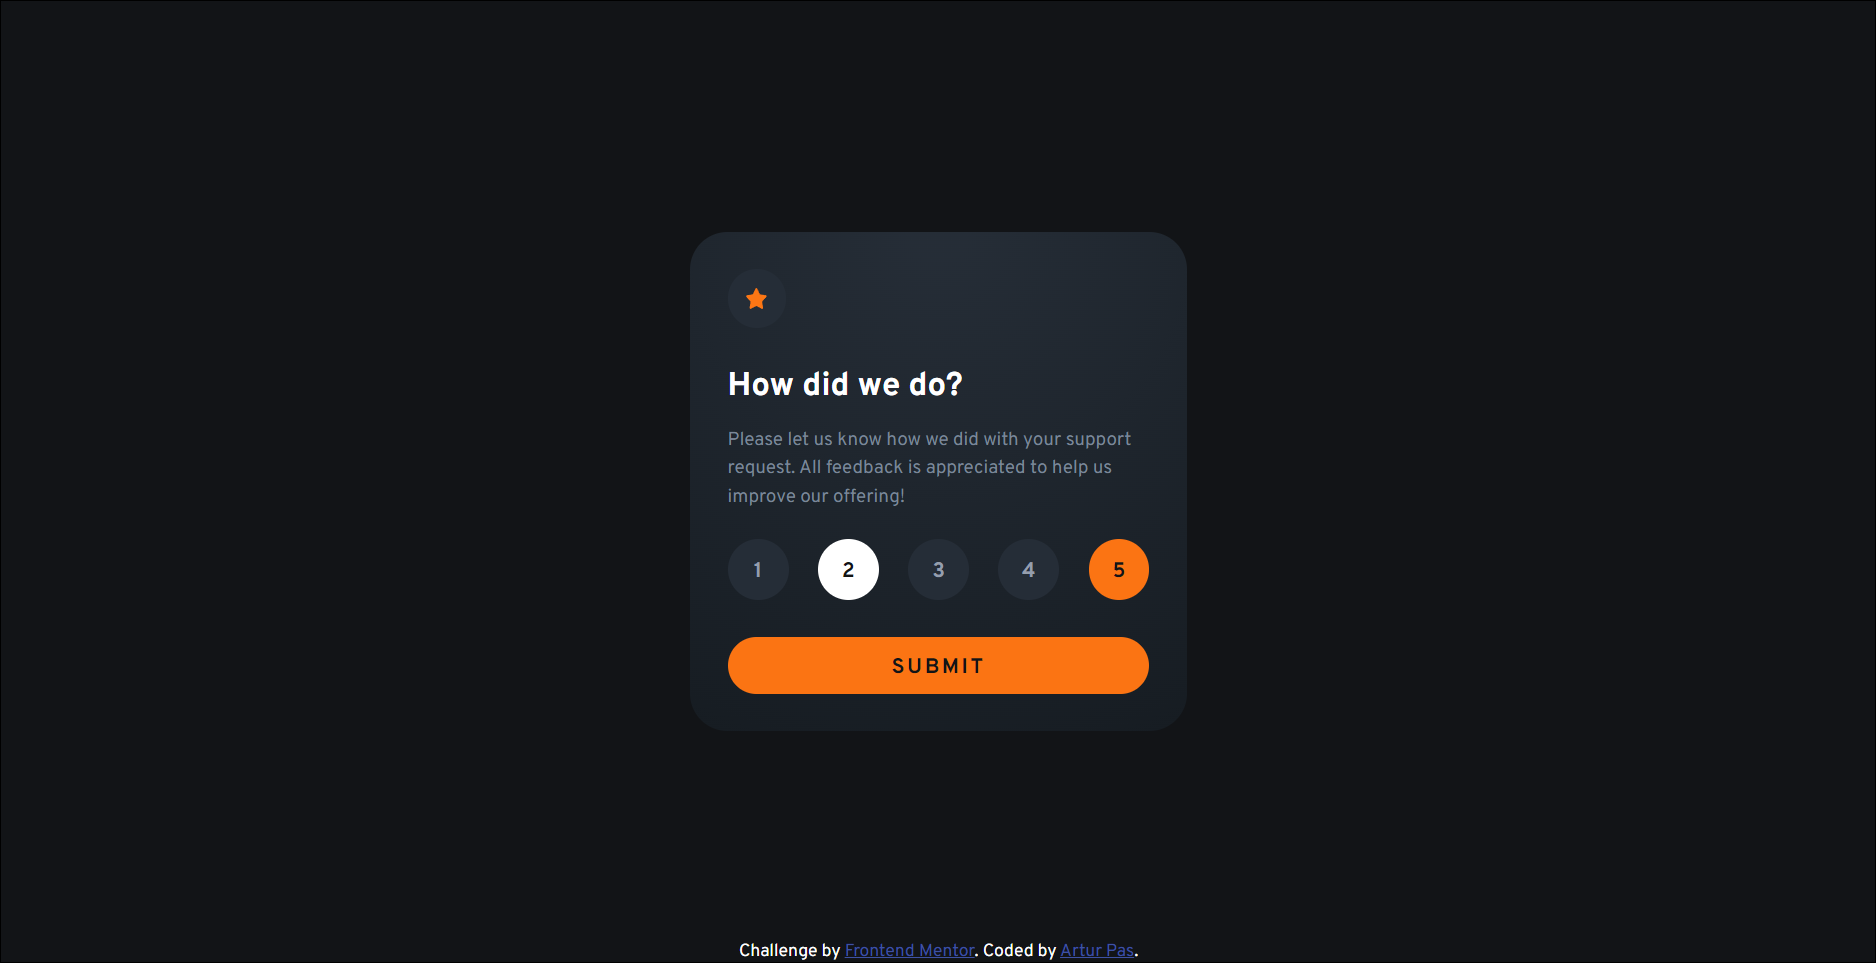 How did we do?
Please let us know how we did with your support
request. All feedback is appreciated to help us
improve our offering!
1 2 3 4 5
SUBMIT
Challenge by Frontend Mentor. Coded by Artur Pas.